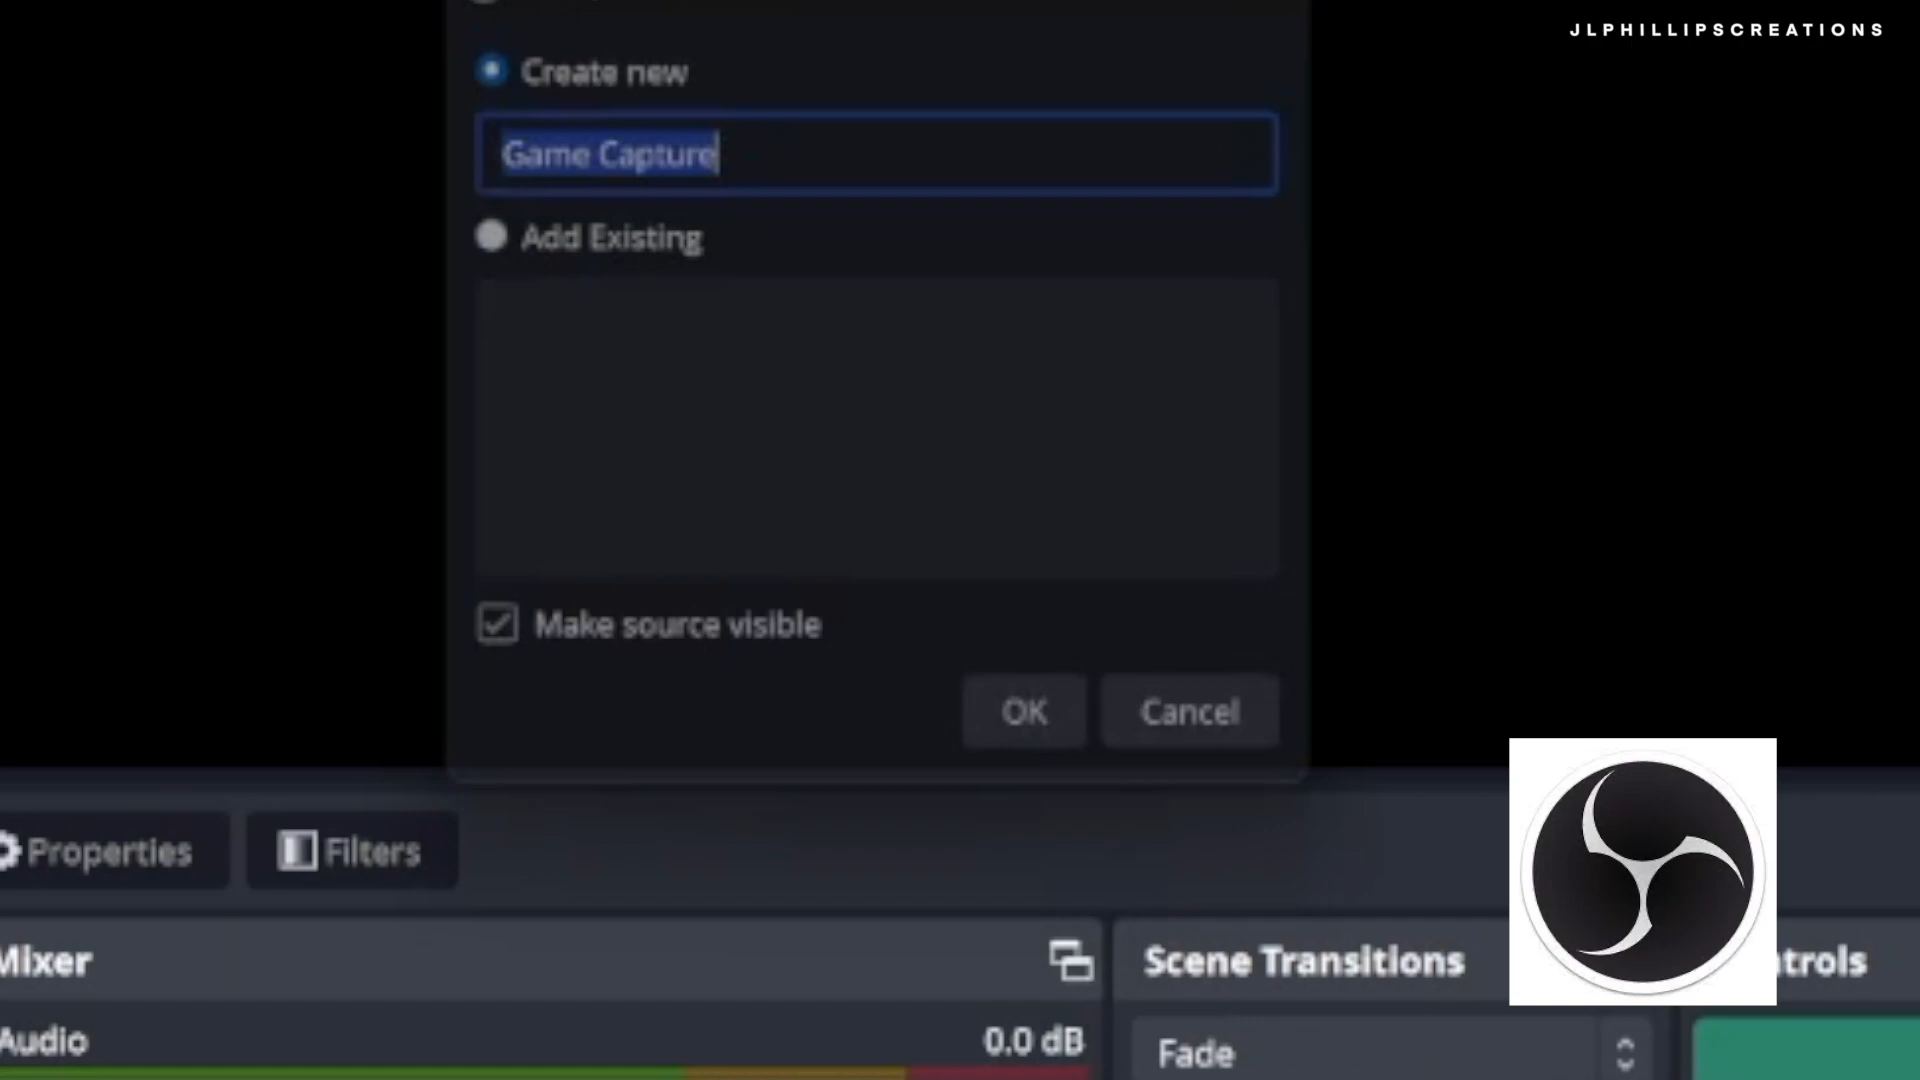 JLPHILLIPSCREATIONS
Create new
Game Capture
Add Existing
Make source visible
OK Cancel
Properties Filters
Mixer Scene Transitions
Audio 0.0 dB Fade